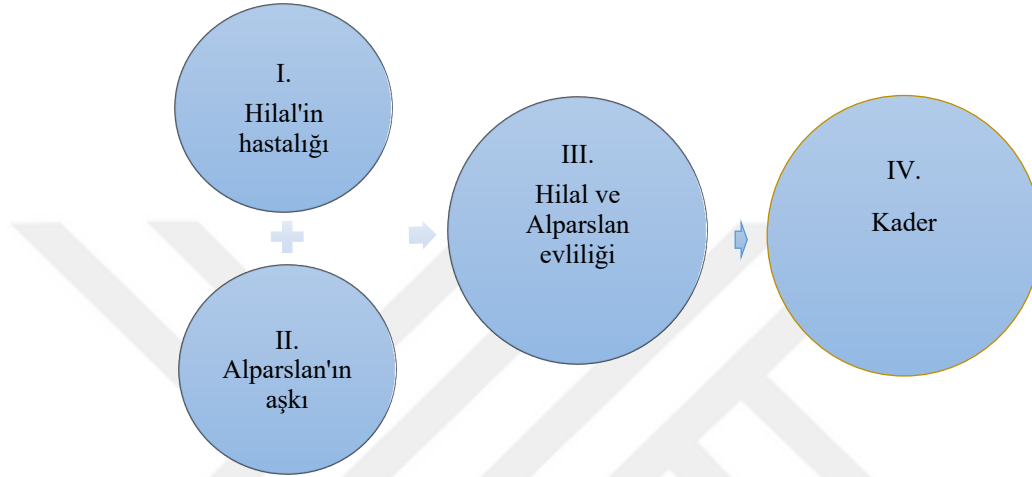 I.
Hilal'in
hastalığı
II.
Alparslan'ın
aşkı
III.
Hilal ve
Alparslan
evliliği
IV.
Kader